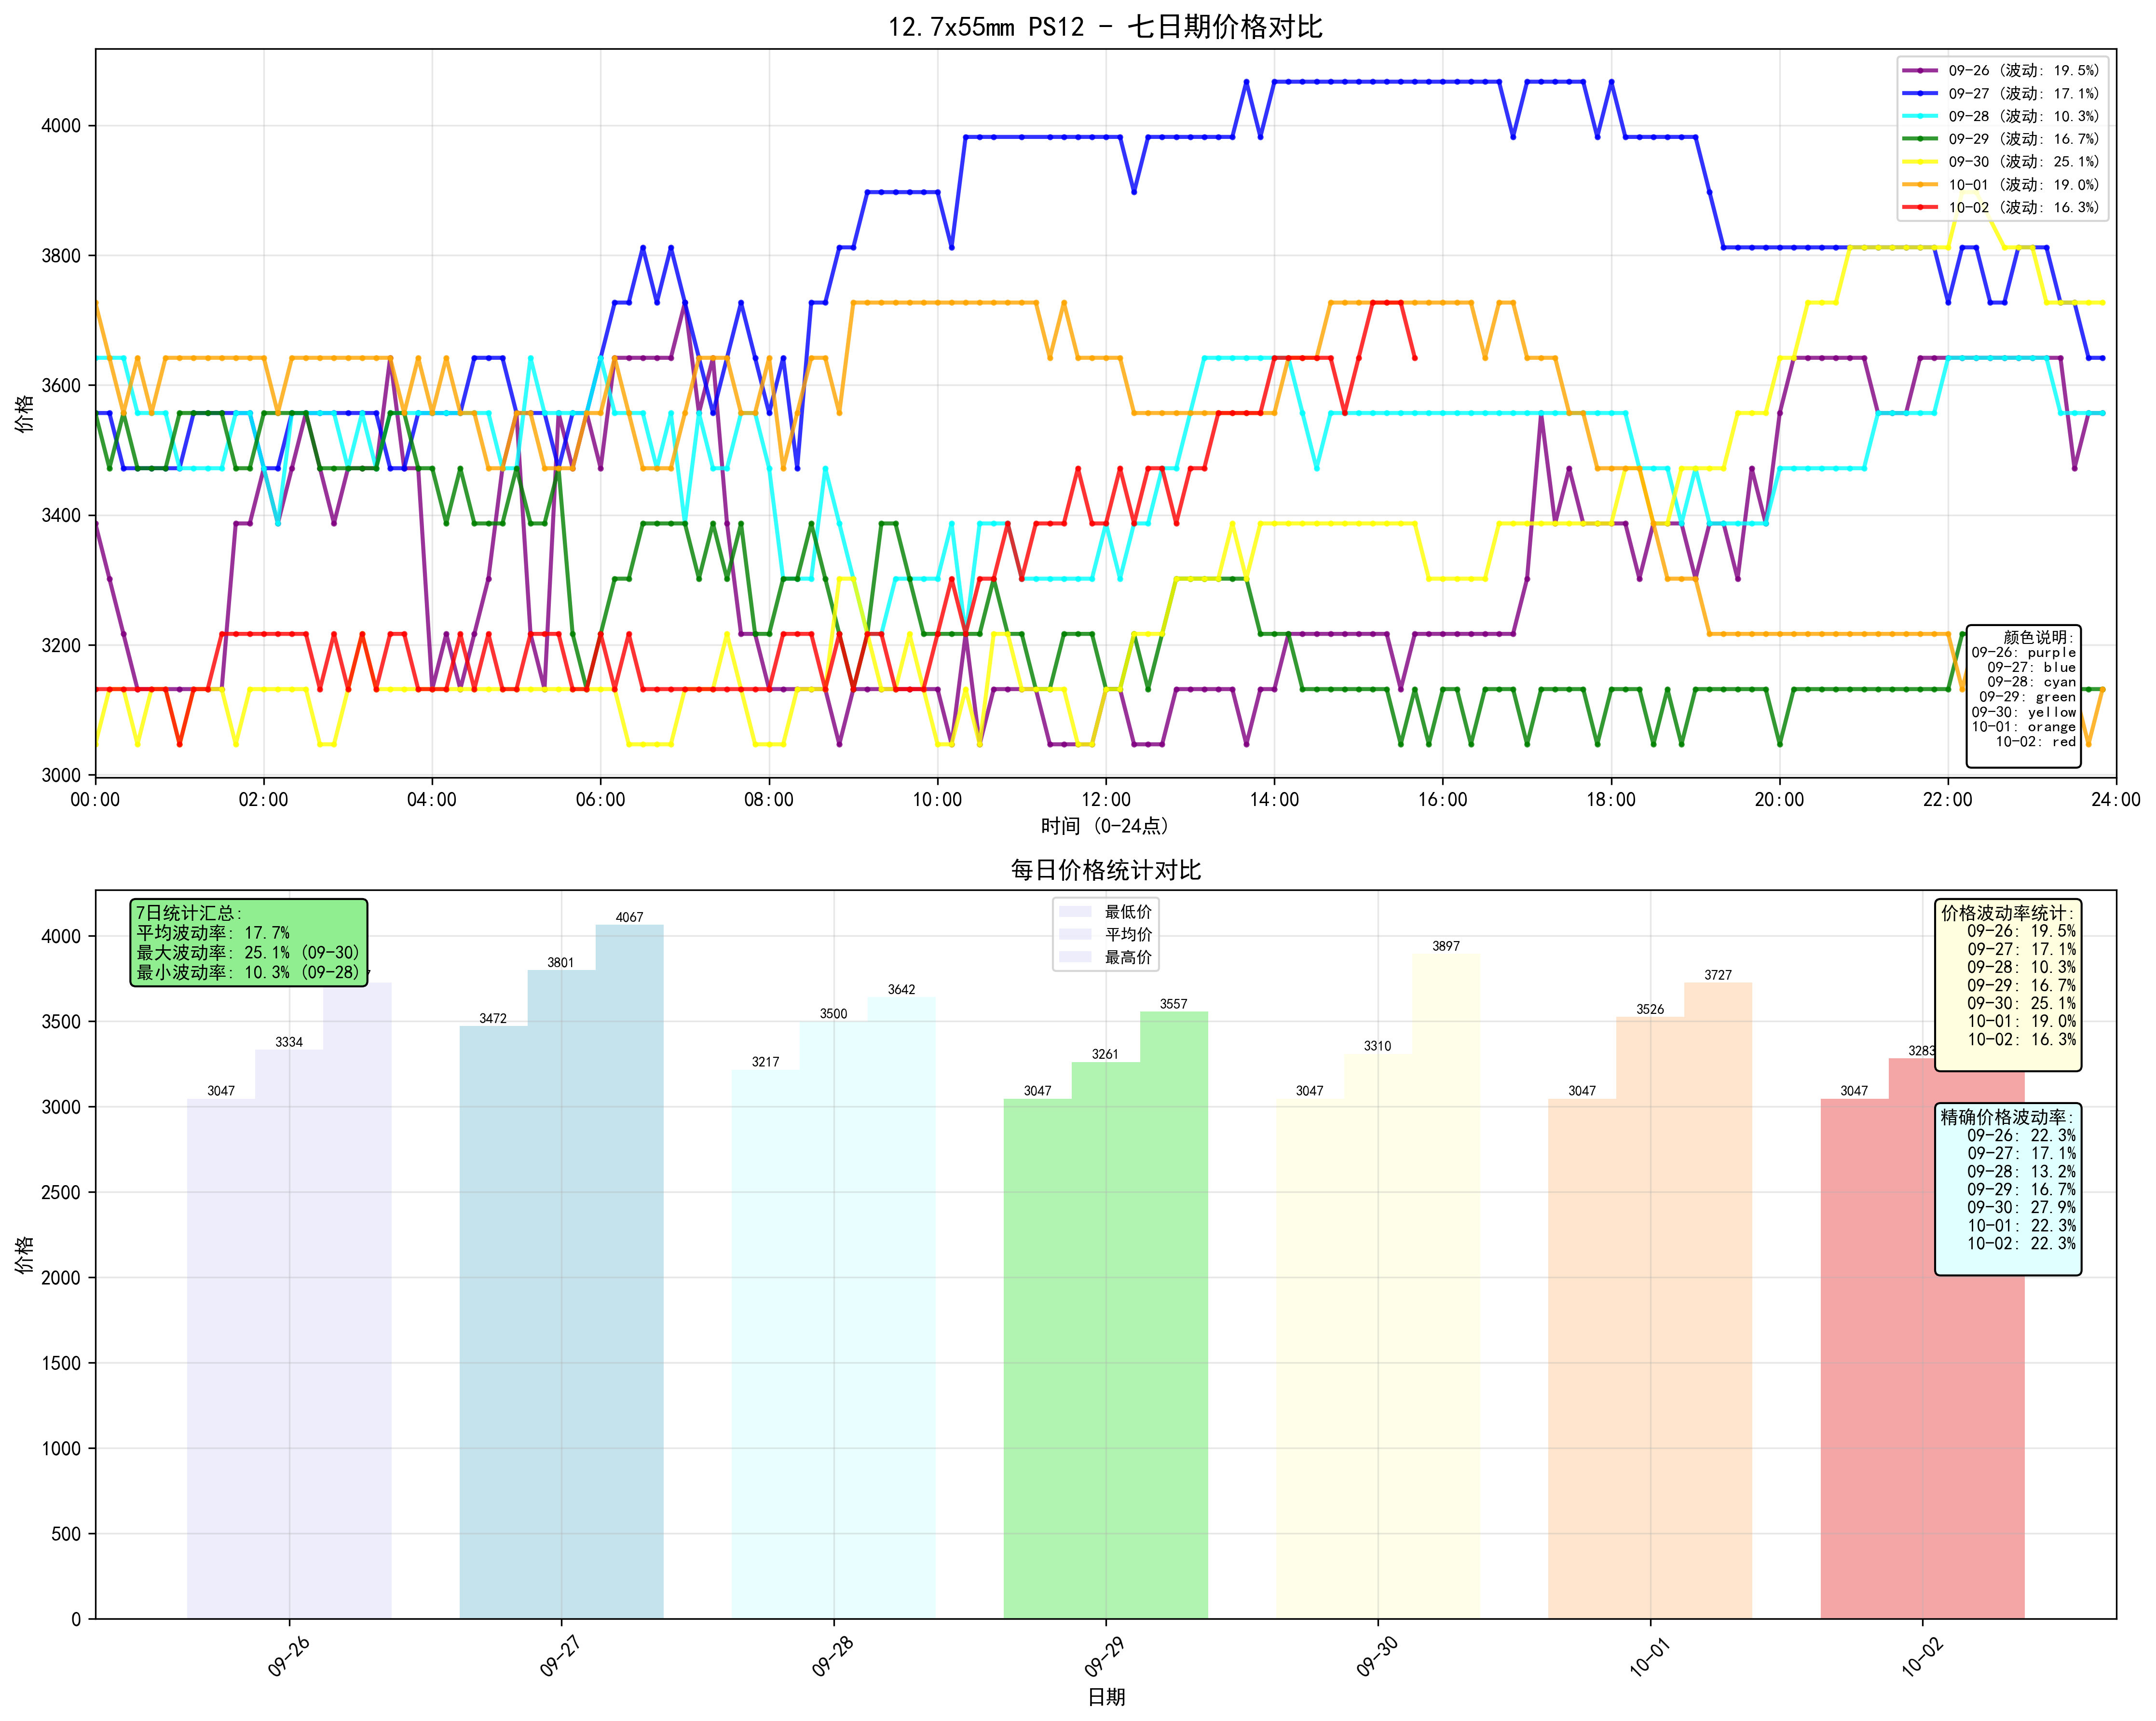 12.7x55mm PS12 - 七日期价格对比
09-26 (波动: 19.5%)
09-27 (波动: 17.1%)
09-28 (波动: 10.3%)
09-29 (波动: 16.7%)
09-30 (波动: 25.1%)
10-01 (波动: 19.0%)
10-02 (波动: 16.3%)
价格
4000
3800
3600
3400
3200
3000
颜色说明:
09-26: purple
09-27: blue
09-28: cyan
09-29: green
09-30: yellow
10-01: orange
10-02: red
00:00 02:00 04:00 06:00 08:00 10:00 12:00 14:00 16:00 18:00 20:00 22:00 24:00
时间 (0-24点)
每日价格统计对比
7日统计汇总:
平均波动率: 17.7%
最大波动率: 25.1% (09-30)
最小波动率: 10.3% (09-28)
最低价
平均价
最高价
价格波动率统计:
09-26: 19.5%
09-27: 17.1%
09-28: 10.3%
09-29: 16.7%
09-30: 25.1%
10-01: 19.0%
10-02: 16.3%
精确价格波动率:
09-26: 22.3%
09-27: 17.1%
09-28: 13.2%
09-29: 16.7%
09-30: 27.9%
10-01: 22.3%
10-02: 22.3%
3047 3334
3472 3801 4067
3217 3500 3642
3047 3261 3557
3047 3310 3897
3047 3526 3727
3047 3283
价格
4000
3500
3000
2500
2000
1500
1000
500
0
09-26 09-27 09-28 09-29 09-30 10-01 10-02
日期